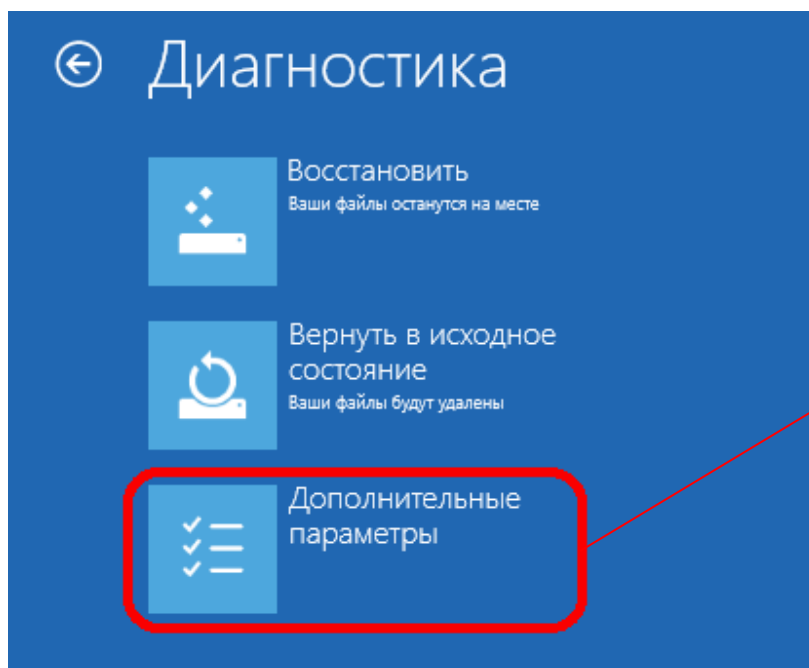 Диагностика
Восстановить
Ваши файлы останутся на месте
Вернуть в исходное
состояние
Ваши файлы будут удалены
Дополнительные
параметры